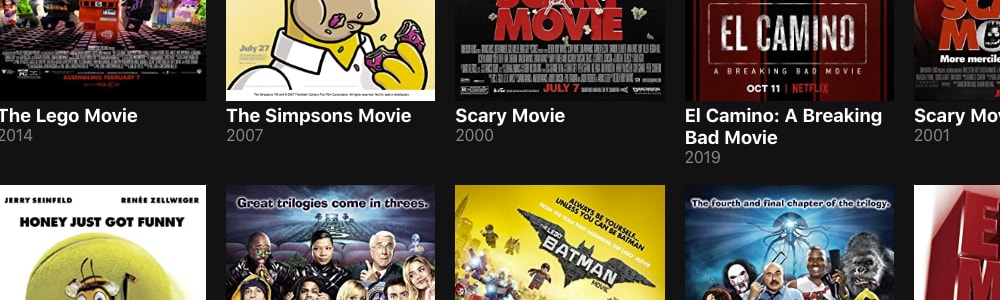 ASSEMBLING FEBRUARY 7
July 27
SCARY
MOVIE
JULY 7
EL CAMINO
A BREAKING BAD MOVIE
OCT 11 | NETFLIX
More mercile
The Lego Movie
2014
The Simpsons Movie
2007
Scary Movie
2000
El Camino: A Breaking
Bad Movie
2019
Scary Mov
2001
JERRY SEINFELD RENÉE ZELLWEGER
HONEY JUST GOT FUNNY
Great trilogies come in threes.
ALWAYS BE YOURSELF.
UNLESS YOU CAN BE BATMAN
THE LEGO
BATMAN
MOVIE
The fourth and final chapter of the trilogy.